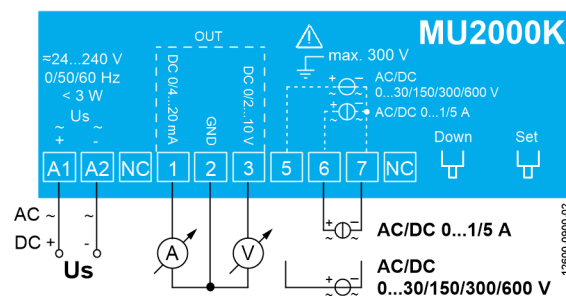 MU2000K
OUT
≂24...240 V
0/50/60 Hz
< 3 W
Us
~ ~
+ -
DC 0/4...20 mA
GND
DC 0/2...10 V
max. 300 V
+ −
~ ~
AC/DC
0...30/150/300/600 V
+ −
~ ~
AC/DC 0...1/5 A
Down
Set
A1 A2 NC 1 2 3 5 6 7 NC
AC ~ ~
DC + -
Us
A
V
+ −
~ ~
AC/DC 0...1/5 A
+ −
~ ~
AC/DC
0...30/150/300/600 V
12600.0900.02